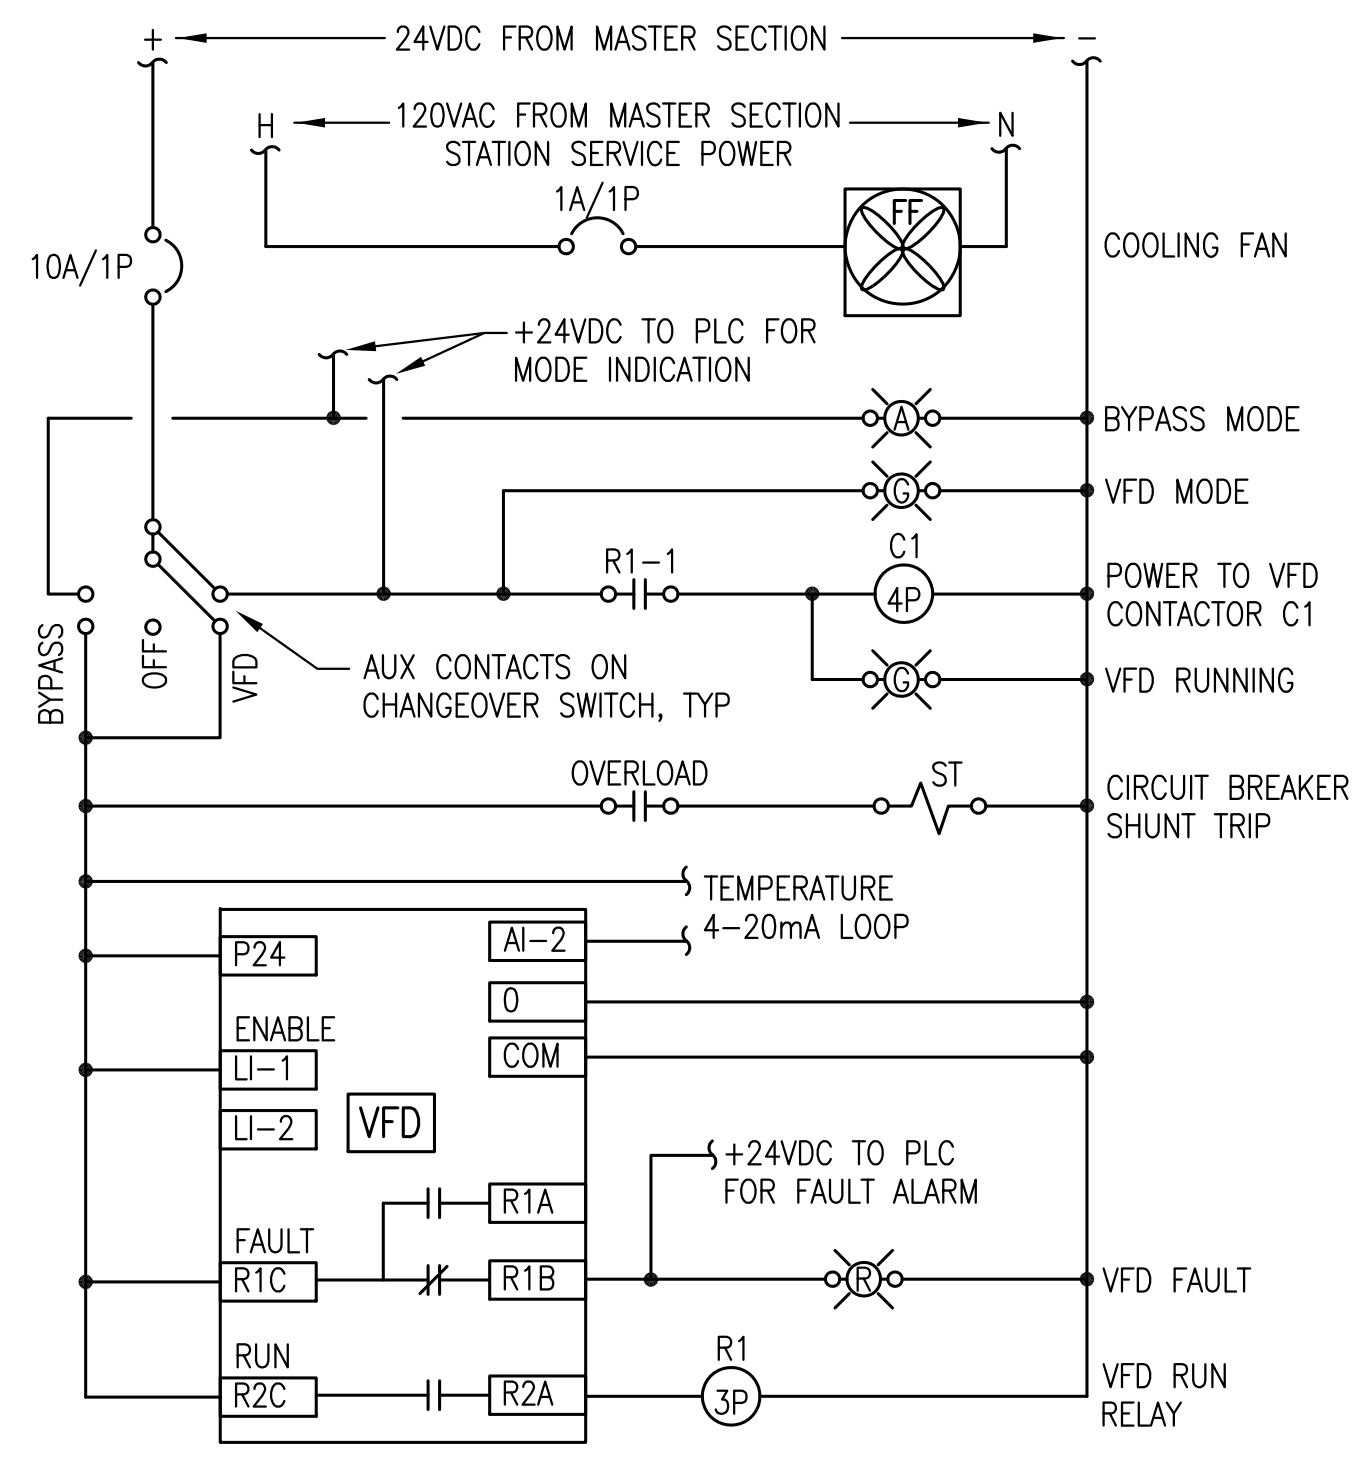 + 24VDC FROM MASTER SECTION -
H 120VAC FROM MASTER SECTION N
STATION SERVICE POWER
1A/1P
FF
10A/1P
COOLING FAN
+24VDC TO PLC FOR
MODE INDICATION
A
BYPASS MODE
G
VFD MODE
R1-1
C1
4P
POWER TO VFD
CONTACTOR C1
BYPASS
OFF
VFD
AUX CONTACTS ON
CHANGEOVER SWITCH, TYP
G
VFD RUNNING
OVERLOAD
ST
CIRCUIT BREAKER
SHUNT TRIP
TEMPERATURE
4-20mA LOOP
P24
AI-2
0
ENABLE
COM
LI-1
LI-2
VFD
+24VDC TO PLC
FOR FAULT ALARM
R1A
FAULT
R1C
R1B
R
VFD FAULT
RUN
R2C
R2A
R1
3P
VFD RUN
RELAY